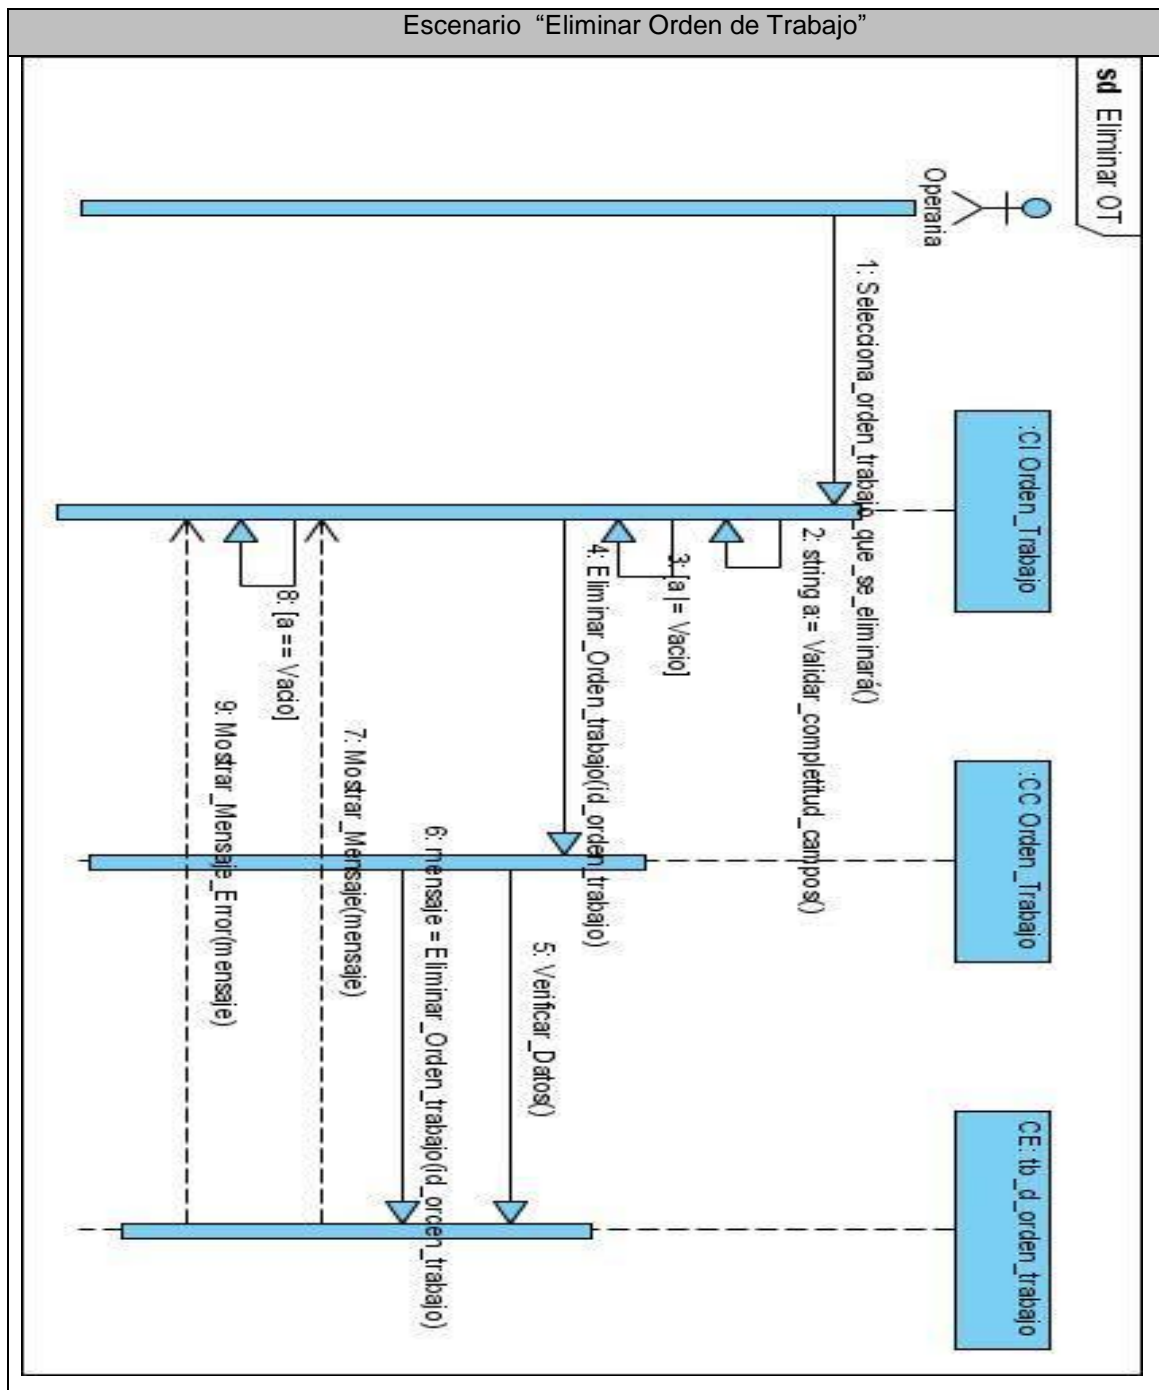 Escenario “Eliminar Orden de Trabajo”
sd Eliminar OT
Operaria
:CI Orden_Trabajo
:CC Orden_Trabajo
CE: tb_d_orden_trabajo
1: Selecciona_orden_trabajo_que_se_eliminará()
2: string a:= Validar_completitud_campos()
3: [a != Vacio]
4: Eliminar_Orden_trabajo(id_orden_trabajo)
5: Verificar_Datos()
6: mensaje = Eliminar_Orden_trabajo(id_orden_trabajo)
7: Mostrar_Mensaje(mensaje)
8: [a == Vacio]
9: Mostrar_Mensaje_Error(mensaje)